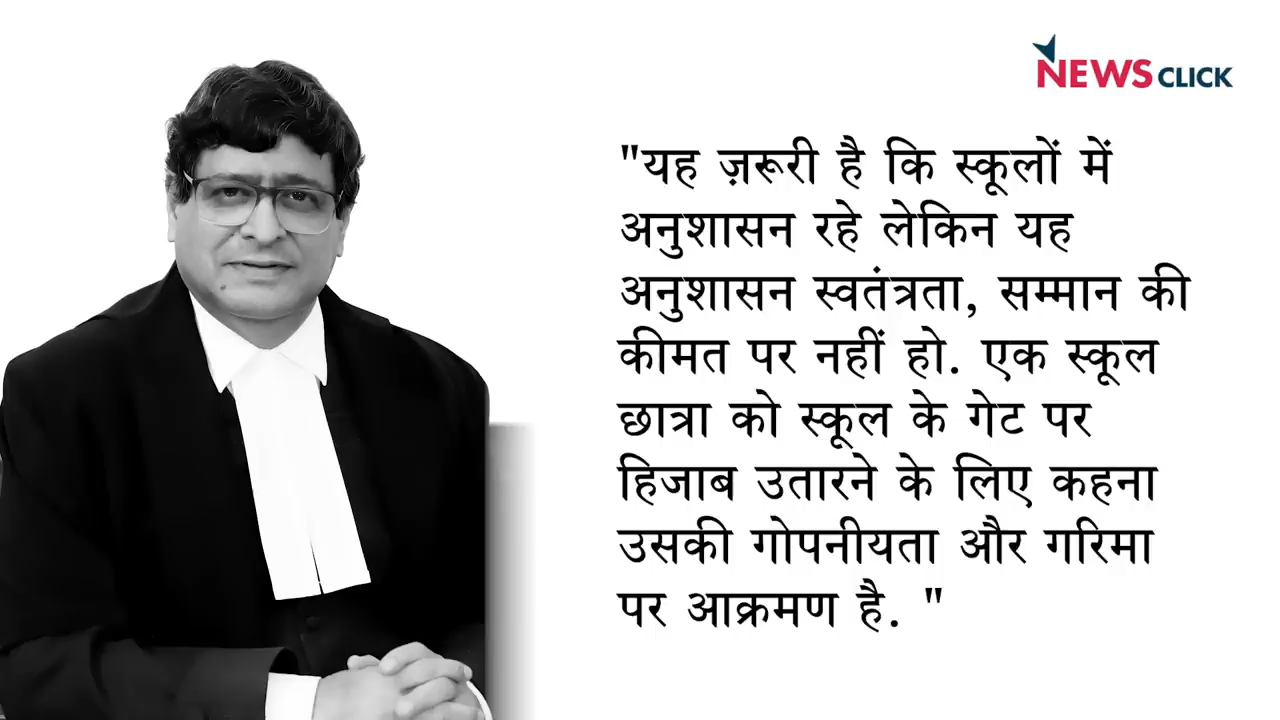 NEWS CLICK
"यह ज़रूरी है कि स्कूलों में
अनुशासन रहे लेकिन यह
अनुशासन स्वतंत्रता, सम्मान की
कीमत पर नहीं हो. एक स्कूल
छात्रा को स्कूल के गेट पर
हिजाब उतारने के लिए कहना
उसकी गोपनीयता और गरिमा
पर आक्रमण है. "